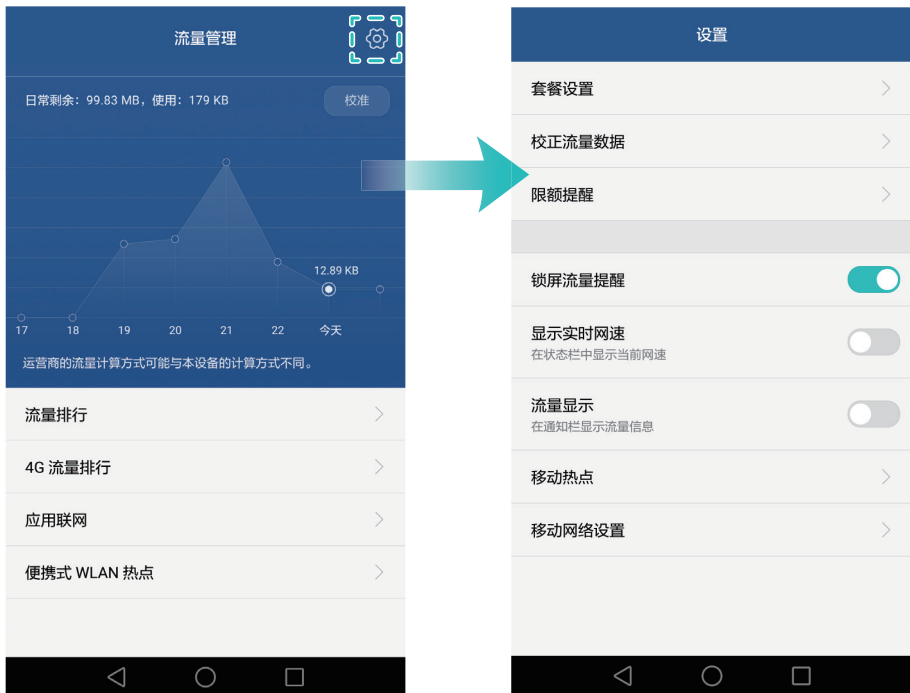 流量管理
日常剩余：99.83 MB，使用：179 KB
校准
12.89 KB
17 18 19 20 21 22 今天
运营商的流量计算方式可能与本设备的计算方式不同。
流量排行
4G 流量排行
应用联网
便携式 WLAN 热点
设置
套餐设置
校正流量数据
限额提醒
锁屏流量提醒
显示实时网速
在状态栏中显示当前网速
流量显示
在通知栏显示流量信息
移动热点
移动网络设置